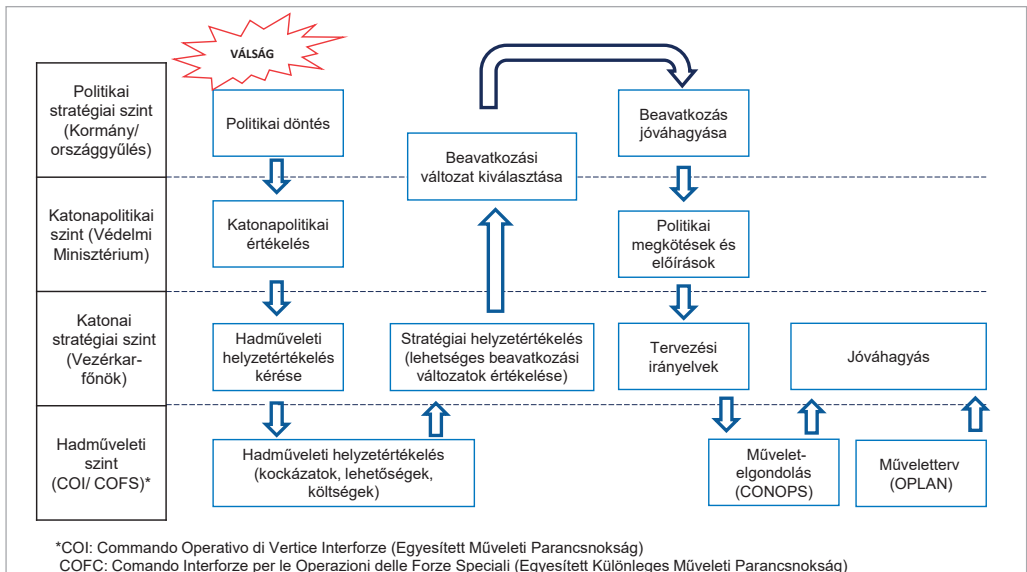 VÁLSÁG
Politikai
stratégiai szint
(Kormány/
országgyűlés)
Politikai döntés
Beavatkozási
változat kiválasztása
Beavatkozás
jóváhagyása
Katonapolitikai
szint (Védelmi
Minisztérium)
Katonapolitikai
értékelés
Politikai
megkötések és
előírások
Katonai
stratégiai szint
(Vezérkar-
főnök)
Hadműveleti
helyzetértékelés
kérése
Stratégiai helyzetértékelés
(lehetséges beavatkozási
változatok értékelése)
Tervezési
irányelvek
Jóváhagyás
Hadműveleti
szint
(COI/ COFS)*
Hadműveleti helyzetértékelés
(kockázatok, lehetőségek,
költségek)
Művelet-
elgondolás
(CONOPS)
Műveletterv
(OPLAN)
*COI: Commando Operativo di Vertice Interforze (Egyesített Műveleti Parancsnokság)
COFC: Comando Interforze per le Operazioni delle Forze Speciali (Egyesített Különleges Műveleti Parancsnokság)